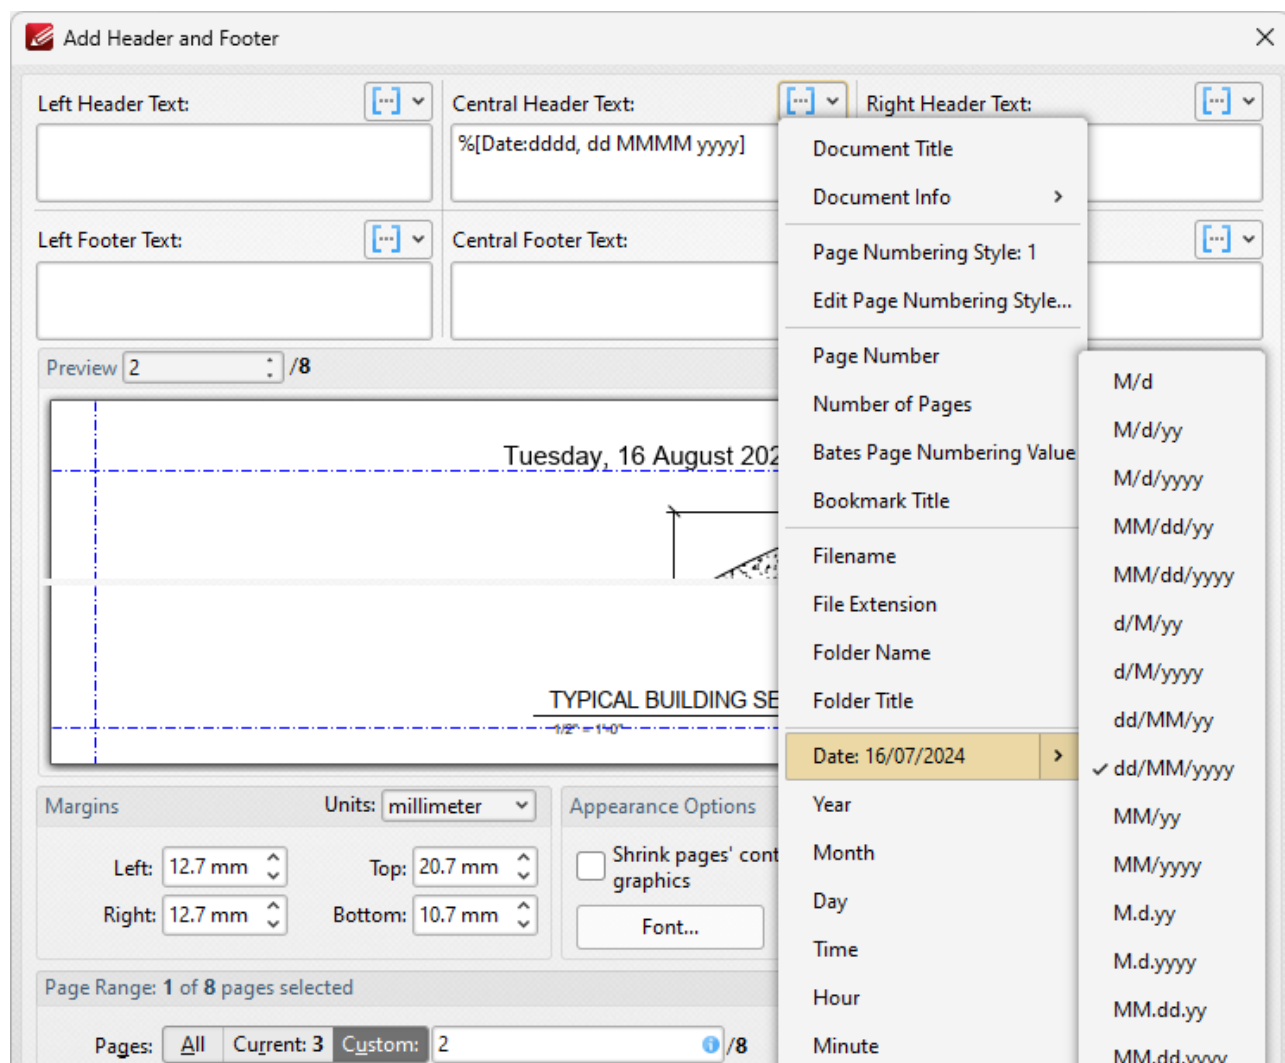 Add Header and Footer
Left Header Text:
Central Header Text:
Right Header Text:
%[Date:dddd, dd MMMM yyyy]
Left Footer Text:
Central Footer Text:
Preview 2 /8
Tuesday, 16 August 202
TYPICAL BUILDING SE
1/2" = 1'-0"
Margins
Units: millimeter
Left: 12.7 mm
Top: 20.7 mm
Right: 12.7 mm
Bottom: 10.7 mm
Appearance Options
Shrink pages' cont
graphics
Font...
Page Range: 1 of 8 pages selected
Pages: All Current: 3 Custom: 2 /8
Document Title
Document Info
Page Numbering Style: 1
Edit Page Numbering Style...
Page Number
Number of Pages
Bates Page Numbering Value
Bookmark Title
Filename
File Extension
Folder Name
Folder Title
Date: 16/07/2024
Year
Month
Day
Time
Hour
Minute
M/d
M/d/yy
M/d/yyyy
MM/dd/yy
MM/dd/yyyy
d/M/yy
d/M/yyyy
dd/MM/yy
dd/MM/yyyy
MM/yy
MM/yyyy
M.d.yy
M.d.yyyy
MM.dd.yy
MM.dd.yyyy